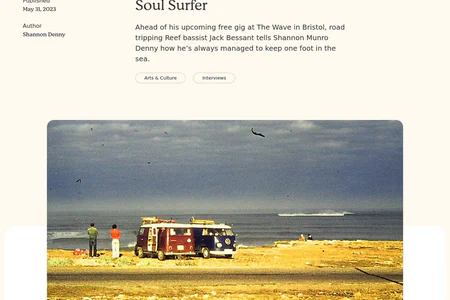 Published
May 31, 2023
Author
Shannon Denny
Soul Surfer
Ahead of his upcoming free gig at The Wave in Bristol, road
tripping Reef bassist Jack Bessant tells Shannon Munro
Denny how he's always managed to keep one foot in the
sea.
Arts & Culture
Interviews